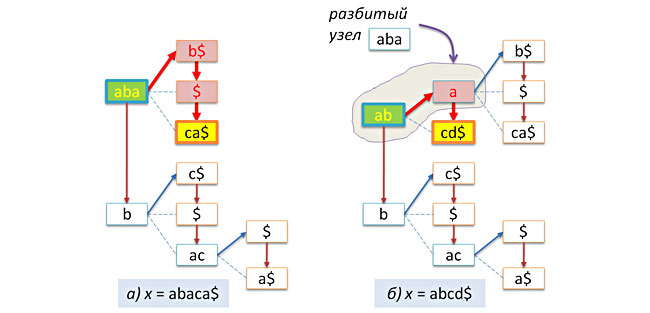 b$
aba
$
ca$
c$
b
$
$
ac
a$
а) x = abaca$
разбитый
узел
aba
b$
a
$
ab
cd$
ca$
c$
b
$
$
ac
a$
б) x = abcd$